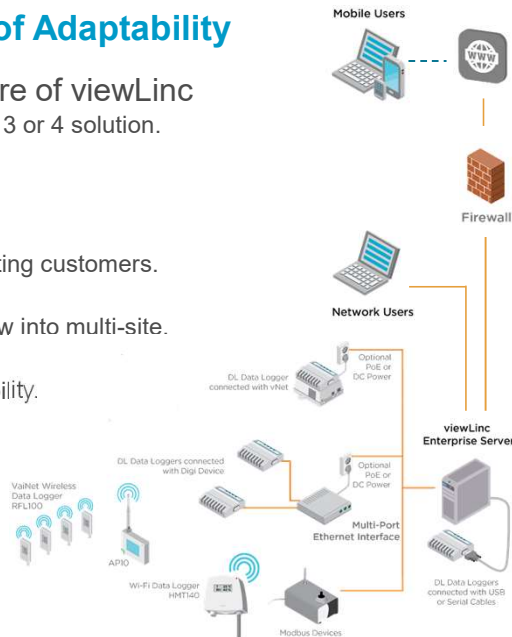 of Adaptability
re of viewLinc
3 or 4 solution.
ting customers.
w into multi-site.
ility.
Mobile Users
WWW
Firewall
Network Users
Optional
PoE or
DC Power
DL Data Logger
connected with vNet
viewLinc
Enterprise Server
DL Data Loggers connected
with Digi Device
Optional
PoE or
DC Power
VaiNet Wireless
Data Logger
RFL100
AP10
Multi-Port
Ethernet Interface
Wi-Fi Data Logger
HMT140
DL Data Loggers
connected with USB
or Serial Cables
Modbus Devices